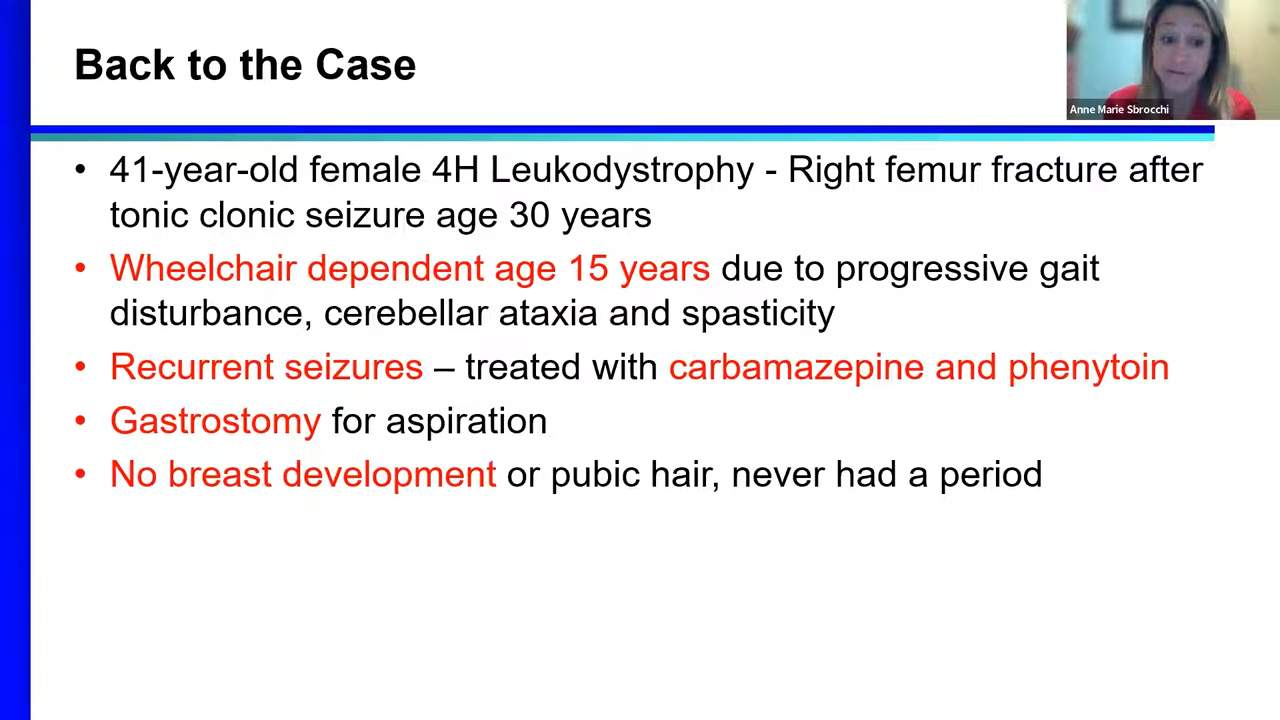 Back to the Case
Anne Marie Sbrocchi
• 41-year-old female 4H Leukodystrophy - Right femur fracture after
tonic clonic seizure age 30 years
• Wheelchair dependent age 15 years due to progressive gait
disturbance, cerebellar ataxia and spasticity
• Recurrent seizures – treated with carbamazepine and phenytoin
• Gastrostomy for aspiration
• No breast development or pubic hair, never had a period